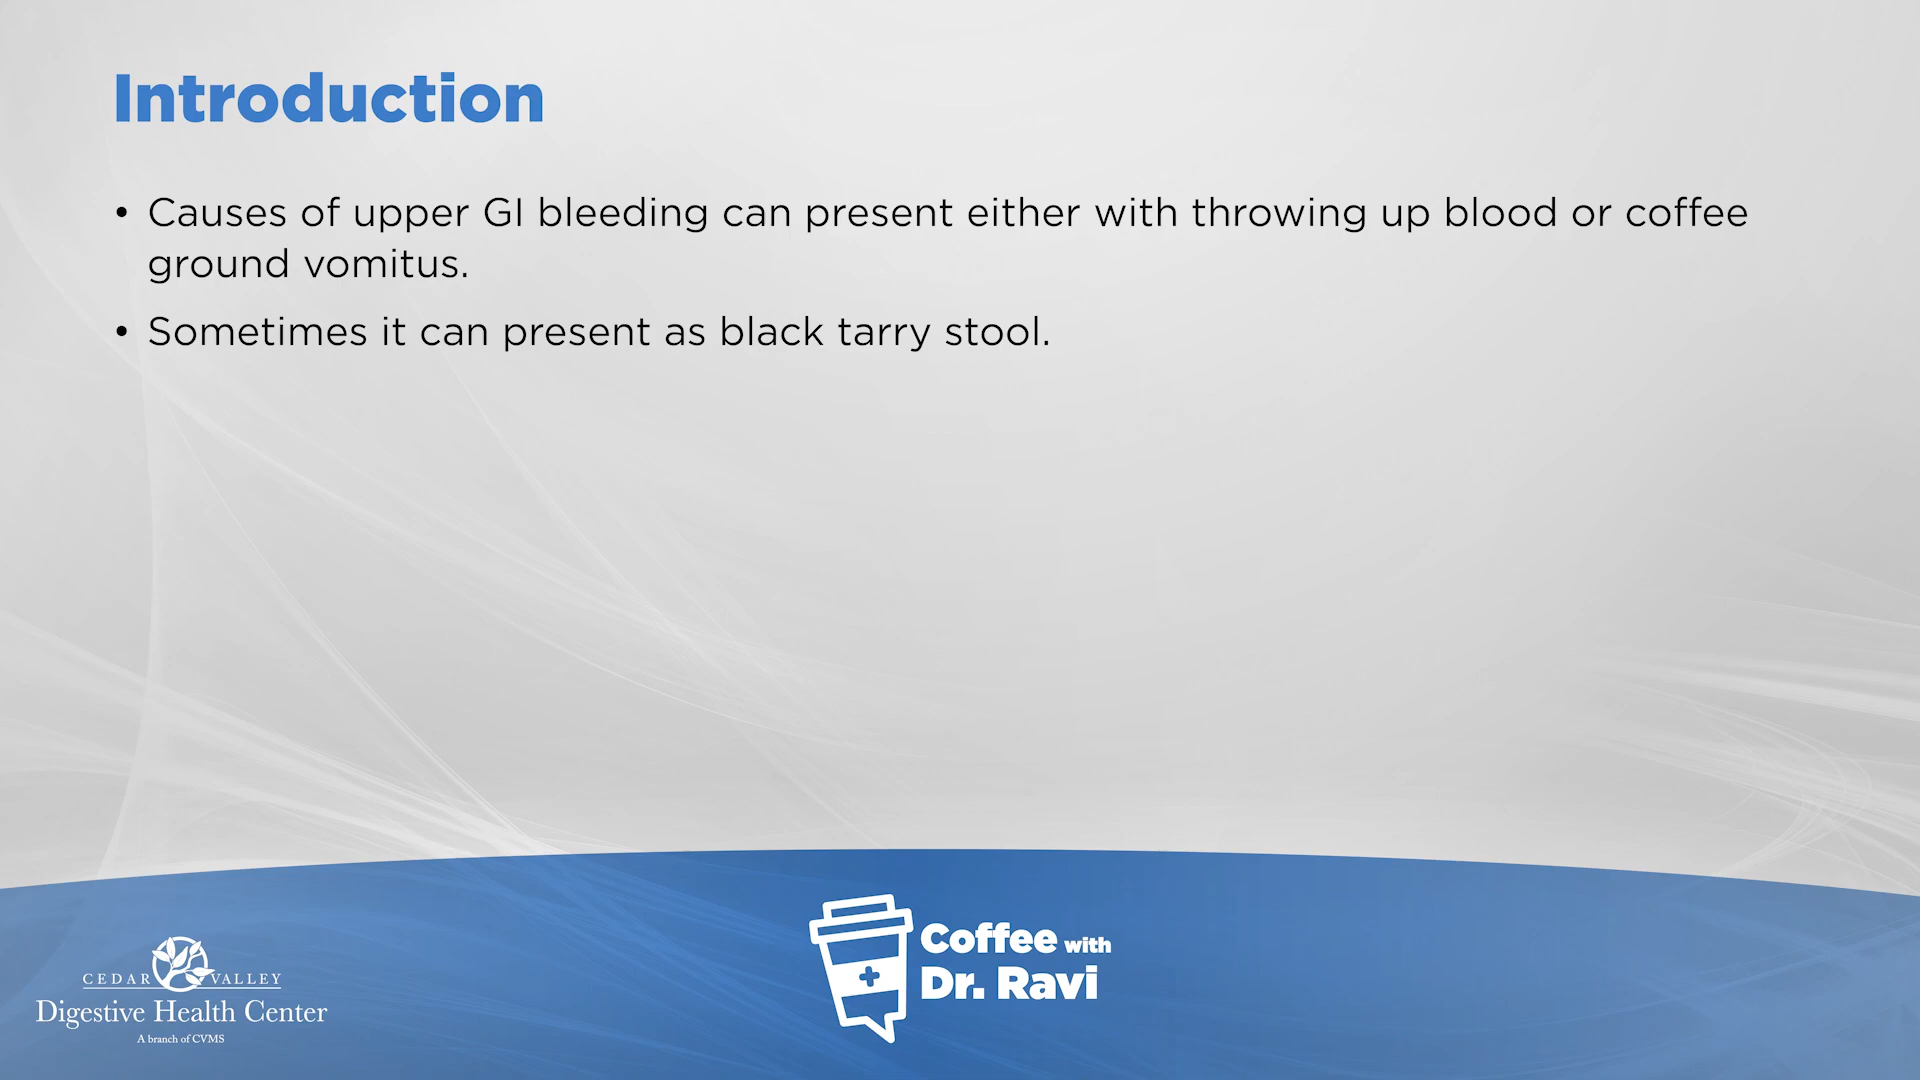 Introduction
• Causes of upper GI bleeding can present either with throwing up blood or coffee
ground vomitus.
• Sometimes it can present as black tarry stool.
Coffee with
Dr. Ravi
CEDAR VALLEY
Digestive Health Center
A branch of CVMS